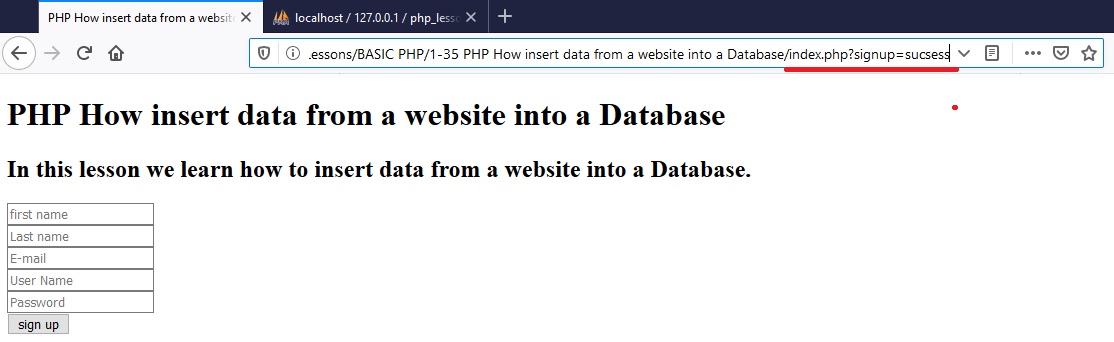 PHP How insert data from a websit
localhost / 127.0.0.1 / php_less
.essons/BASIC PHP/1-35 PHP How insert data from a website into a Database/index.php?signup=sucsess
PHP How insert data from a website into a Database
In this lesson we learn how to insert data from a website into a Database.
first name
Last name
E-mail
User Name
Password
sign up